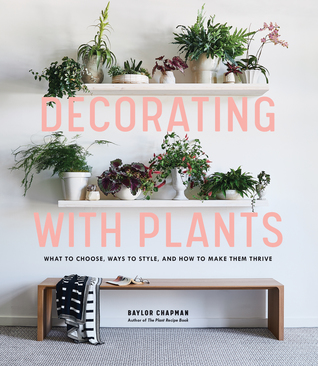 DECORATING
WITH PLANTS
WHAT TO CHOOSE, WAYS TO STYLE, AND HOW TO MAKE THEM THRIVE
BAYLOR CHAPMAN
Author of The Plant Recipe Book